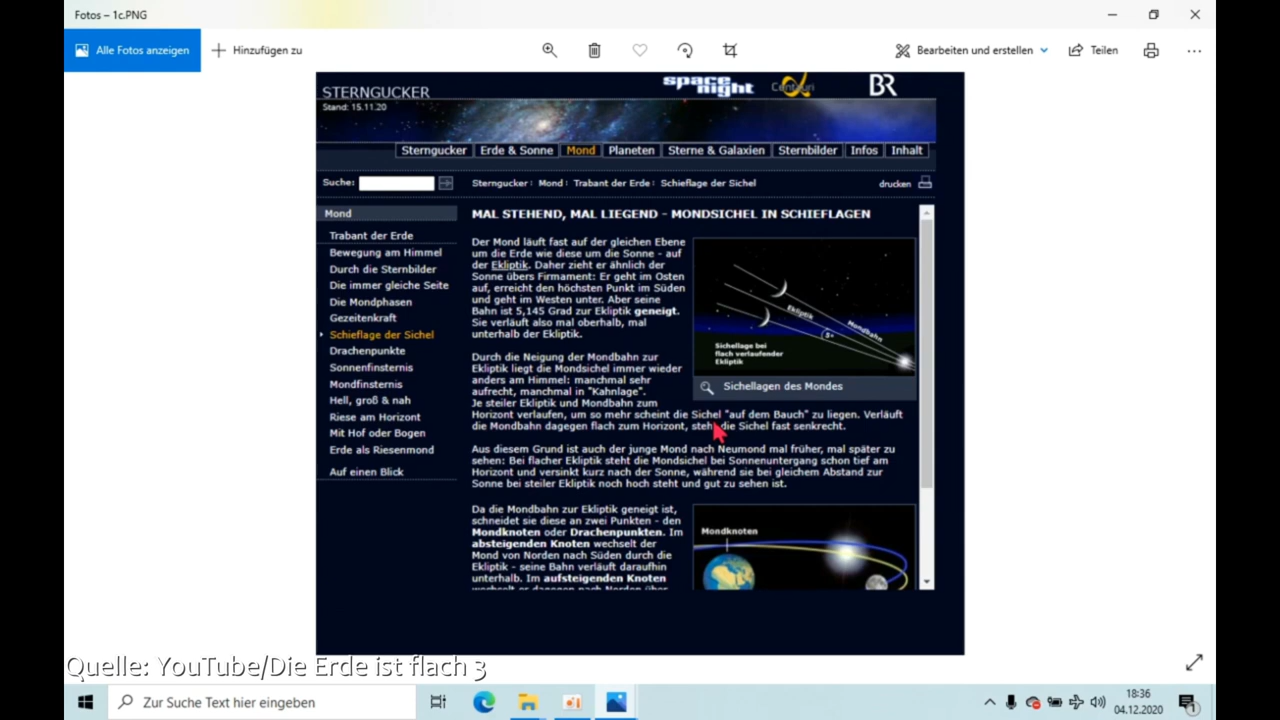 Fotos – 1c.PNG
Alle Fotos anzeigen
Hinzufügen zu
Bearbeiten und erstellen
Teilen
STERNGUCKER
space night
Centauri
BR
Stand: 15.11.20
Sterngucker
Erde & Sonne
Mond
Planeten
Sterne & Galaxien
Sternbilder
Infos
Inhalt
Suche:
Sterngucker: Mond: Trabant der Erde: Schieflage der Sichel
drucken
Mond
Trabant der Erde
Bewegung am Himmel
Durch die Sternbilder
Die immer gleiche Seite
Die Mondphasen
Gezeitenkraft
Schieflage der Sichel
Drachenpunkte
Sonnenfinsternis
Mondfinsternis
Hell, groß & nah
Riese am Horizont
Mit Hof oder Bogen
Erde als Riesenmond
Auf einen Blick
MAL STEHEND, MAL LIEGEND - MONDSICHEL IN SCHIEFLAGEN
Der Mond läuft fast auf der gleichen Ebene
um die Erde wie diese um die Sonne - auf
der Ekliptik. Daher zieht er ähnlich der
Sonne übers Firmament: Er geht im Osten
auf, erreicht den höchsten Punkt im Süden
und geht im Westen unter. Aber seine
Bahn ist 5,145 Grad zur Ekliptik geneigt.
Sie verläuft also mal oberhalb, mal
unterhalb der Ekliptik.
Ekliptik
Mondbahn
5°
Sichellage bei
flach verlaufender
Ekliptik
Sichellagen des Mondes
Durch die Neigung der Mondbahn zur
Ekliptik liegt die Mondsichel immer wieder
anders am Himmel: manchmal sehr
aufrecht, manchmal in "Kahnlage".
Je steiler Ekliptik und Mondbahn zum
Horizont verlaufen, um so mehr scheint die Sichel "auf dem Bauch" zu liegen. Verläuft
die Mondbahn dagegen flach zum Horizont, steht die Sichel fast senkrecht.
Aus diesem Grund ist auch der junge Mond nach Neumond mal früher, mal später zu
sehen: Bei flacher Ekliptik steht die Mondsichel bei Sonnenuntergang schon tief am
Horizont und versinkt kurz nach der Sonne, während sie bei gleichem Abstand zur
Sonne bei steiler Ekliptik noch hoch steht und gut zu sehen ist.
Da die Mondbahn zur Ekliptik geneigt ist,
schneidet sie diese an zwei Punkten - den
Mondknoten oder Drachenpunkten. Im
absteigenden Knoten wechselt der
Mond von Norden nach Süden durch die
Ekliptik - seine Bahn verläuft daraufhin
unterhalb. Im aufsteigenden Knoten
wechselt er dagegen nach Norden über
Mondknoten
Quelle: YouTube/Die Erde ist flach 3
Zur Suche Text hier eingeben
18:36
04.12.2020
1